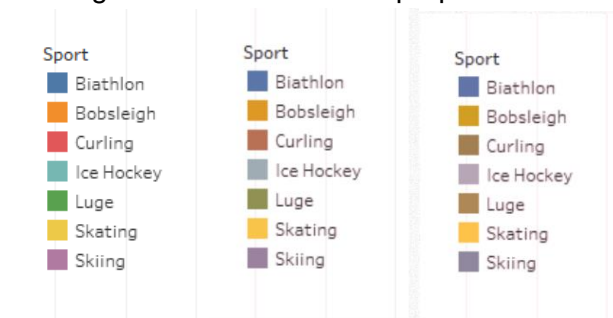 Sport
Biathlon
Bobsleigh
Curling
Ice Hockey
Luge
Skating
Skiing
Sport
Biathlon
Bobsleigh
Curling
Ice Hockey
Luge
Skating
Skiing
Sport
Biathlon
Bobsleigh
Curling
Ice Hockey
Luge
Skating
Skiing